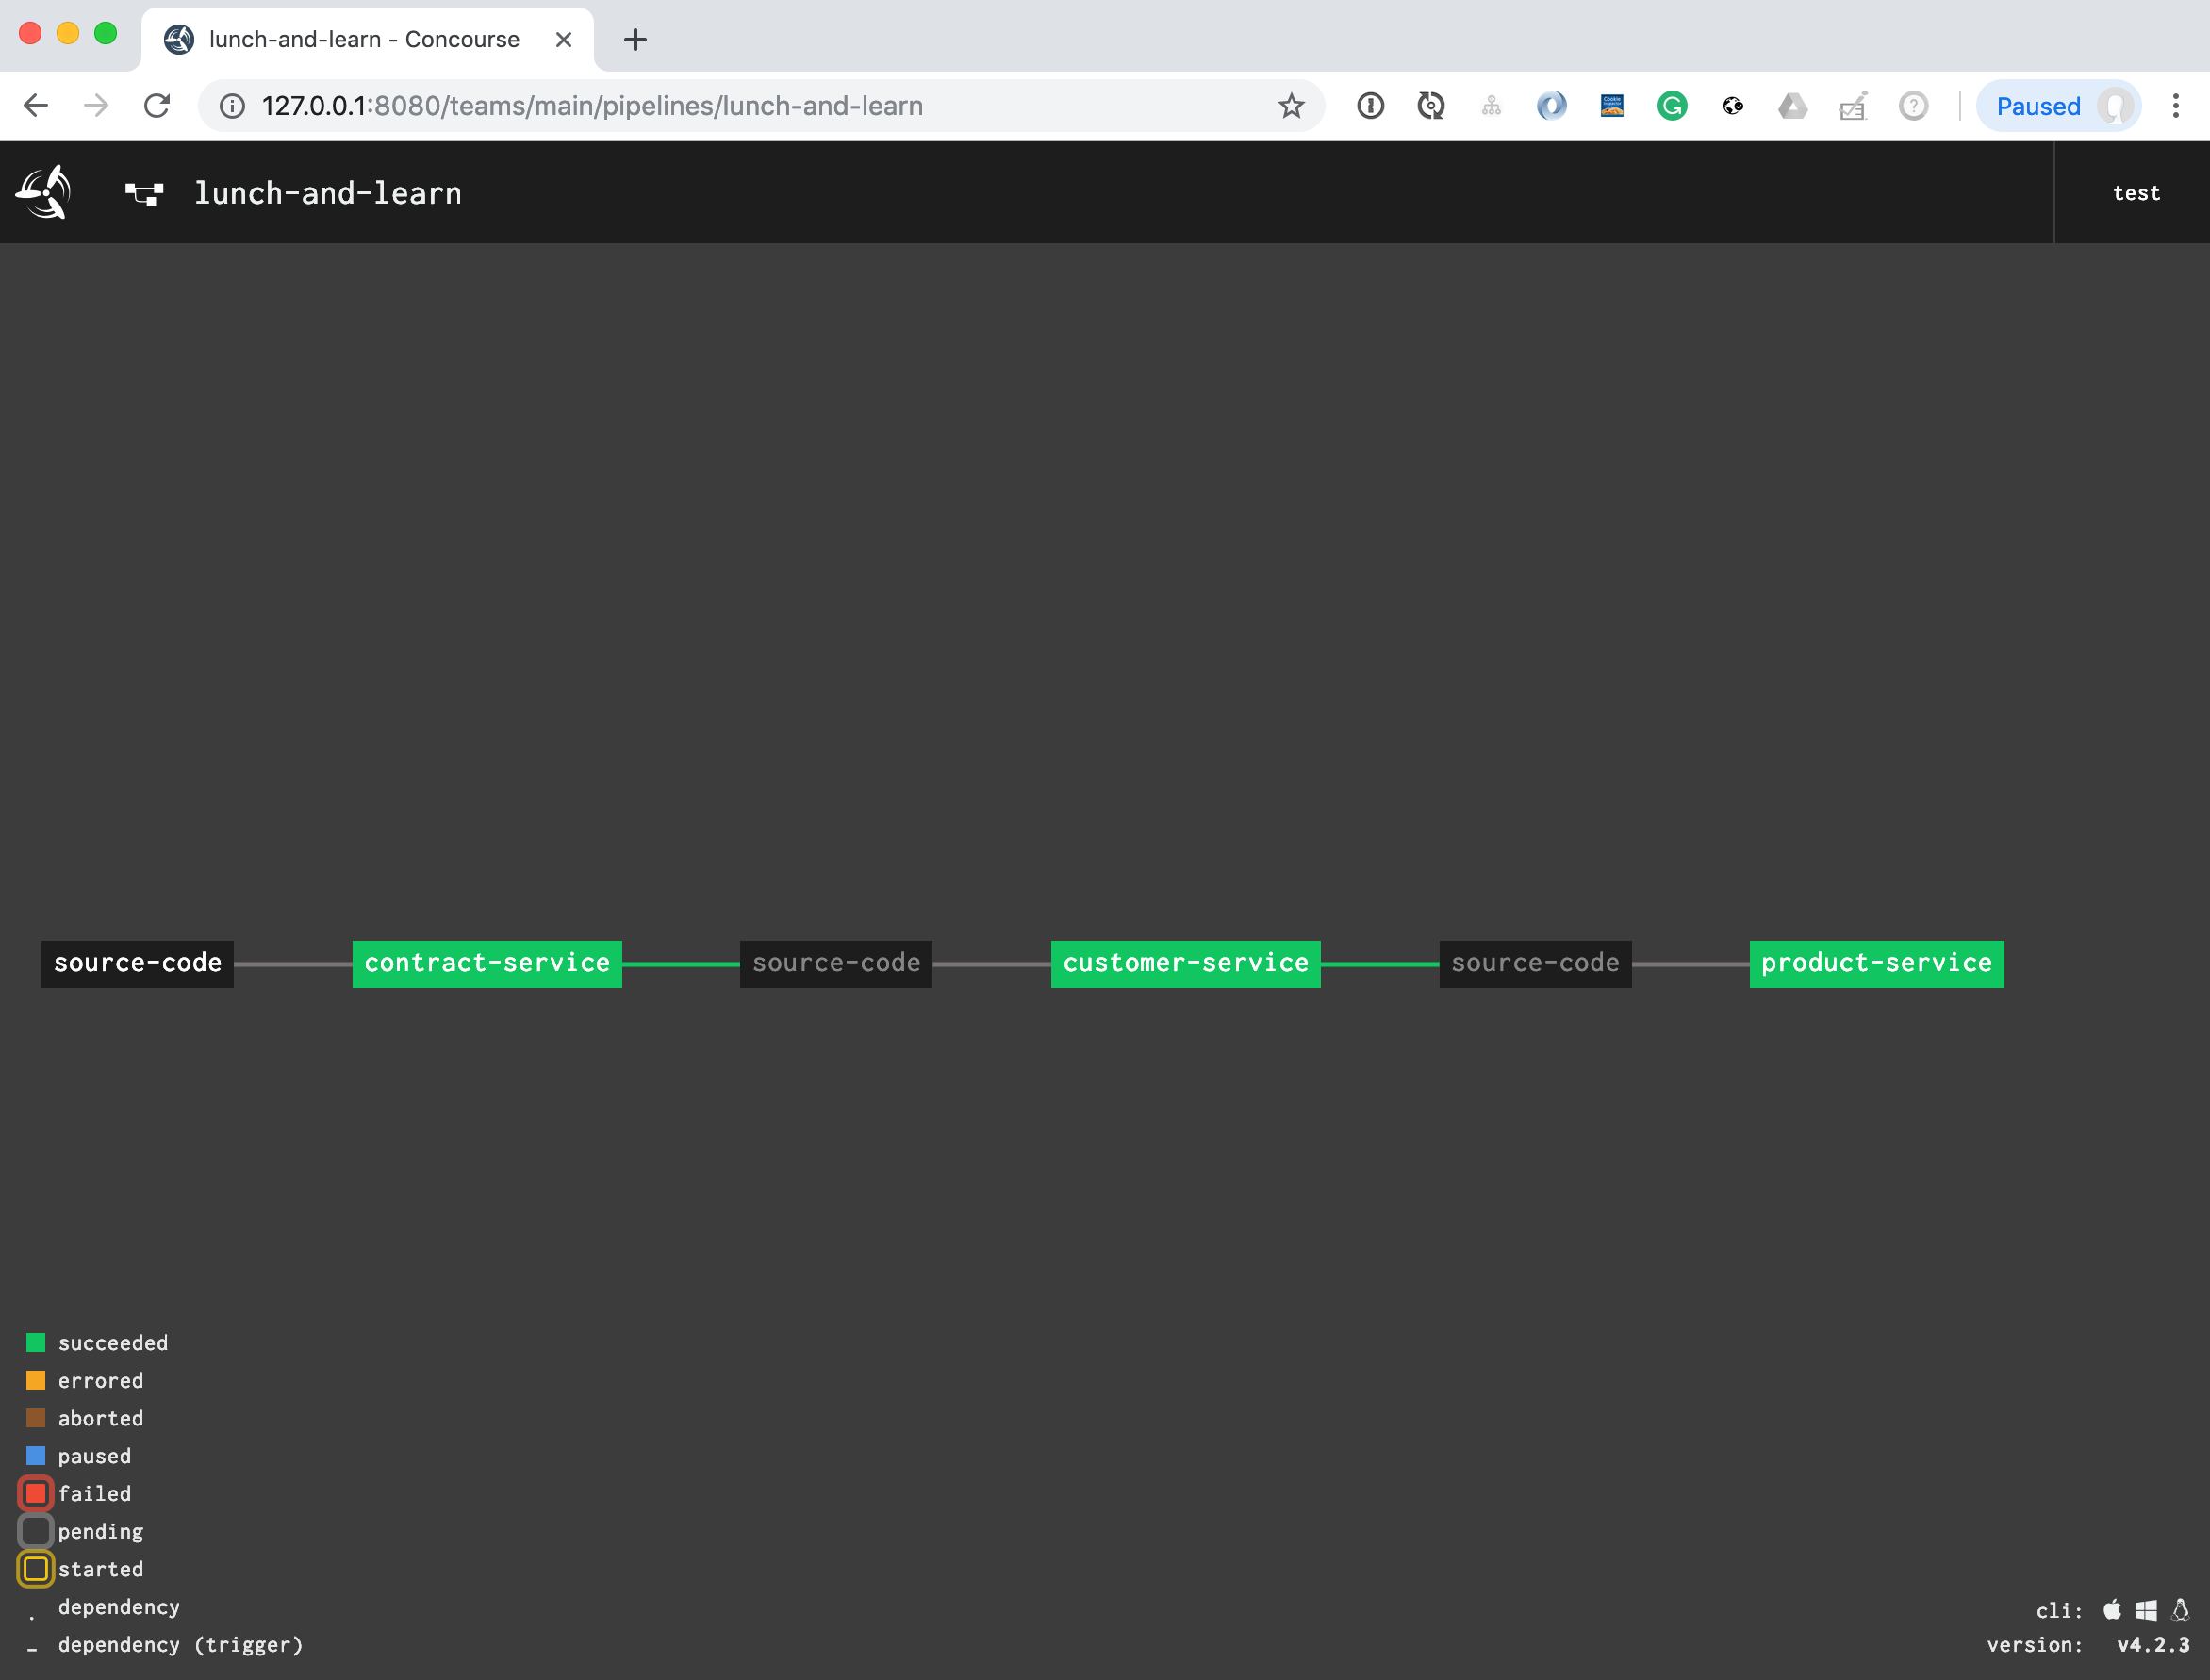 lunch-and-learn - Concourse
127.0.0.1:8080/teams/main/pipelines/lunch-and-learn
Paused
lunch-and-learn
test
source-code contract-service source-code customer-service source-code product-service
succeeded
errored
aborted
paused
failed
pending
started
. dependency
- dependency (trigger)
cli:
version: v4.2.3